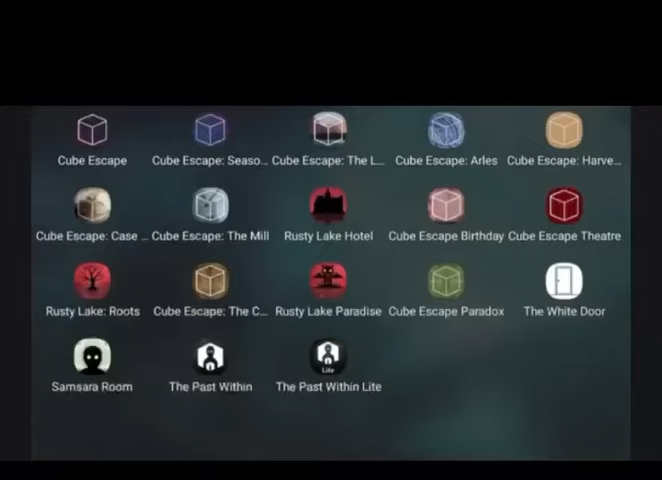 Cube Escape Cube Escape: Seaso... Cube Escape: The L... Cube Escape: Arles Cube Escape: Harve...
Cube Escape: Case ... Cube Escape: The Mill Rusty Lake Hotel Cube Escape Birthday Cube Escape Theatre
Rusty Lake: Roots Cube Escape: The C... Rusty Lake Paradise Cube Escape Paradox The White Door
Lite
Samsara Room The Past Within The Past Within Lite